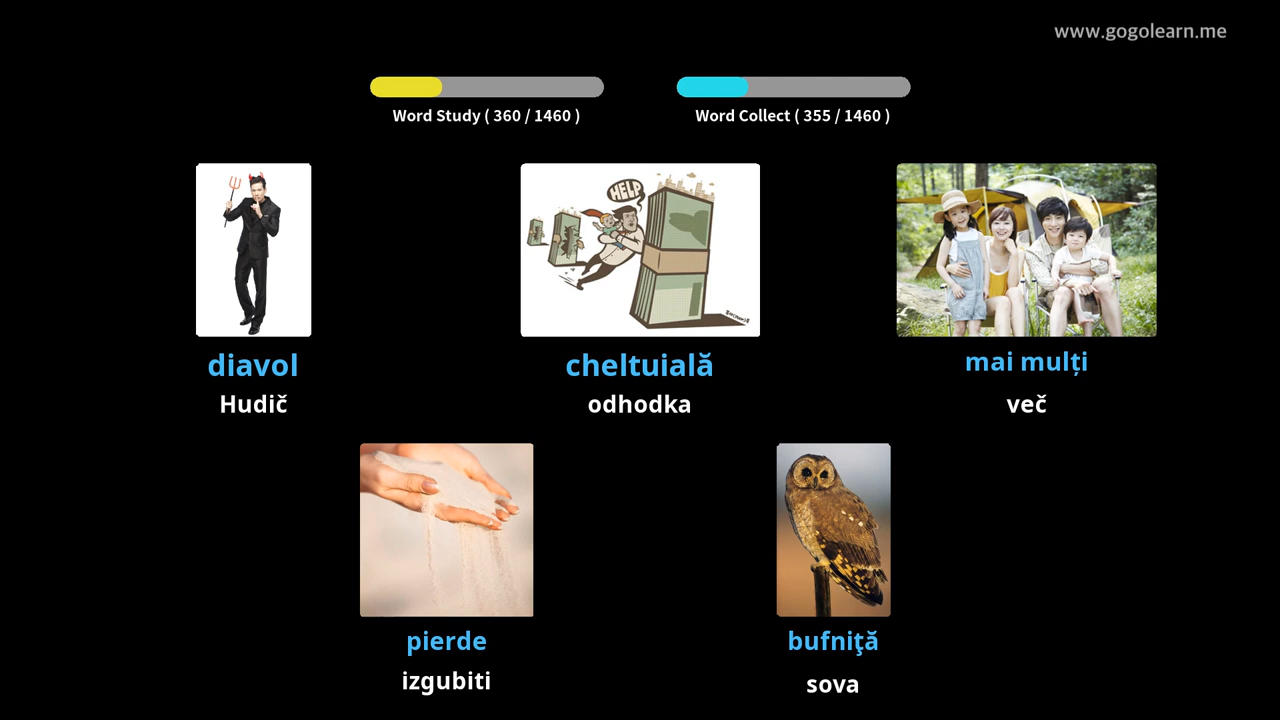 www.gogolearn.me
Word Study ( 360 / 1460 )
Word Collect ( 355 / 1460 )
HELP
diavol
Hudič
cheltuială
odhodka
mai mulți
več
pierde
izgubiti
bufniţă
sova